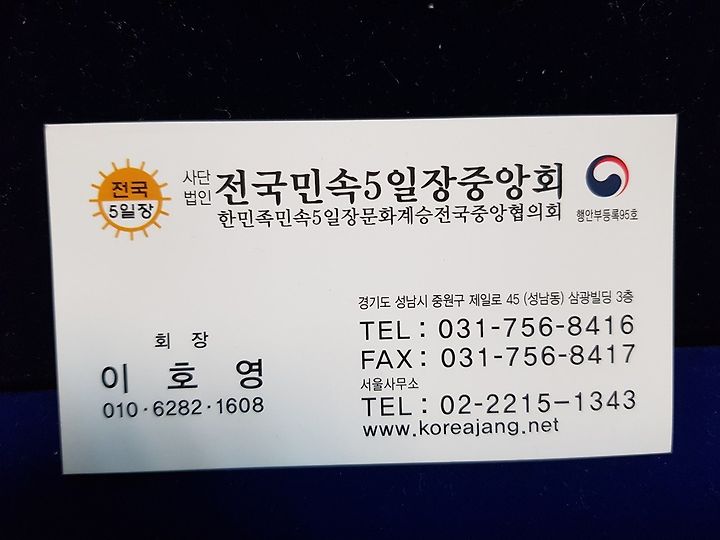 전국
5일장
사단
법인
전국민속5일장중앙회
한민족민속5일장문화계승전국중앙협의회
행안부등록95호
경기도 성남시 중원구 제일로 45 (성남동) 삼광빌딩 3층
TEL : 031-756-8416
FAX : 031-756-8417
서울사무소
TEL : 02-2215-1343
www.koreajang.net
회 장
이 호 영
010·6282·1608